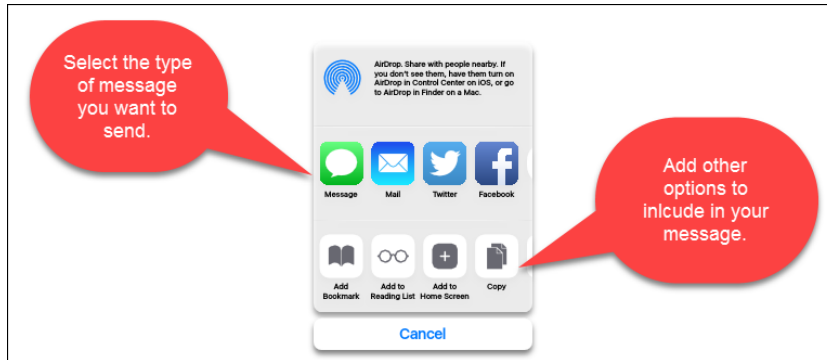 Select the type
of message
you want to
send.
AirDrop. Share with people nearby. If
you don't see them, have them turn on
AirDrop in Control Center on iOS, or go
to AirDrop in Finder on a Mac.
Message
Mail
Twitter
Facebook
Add other
options to
inlcude in your
message.
Add
Bookmark
Add to
Reading List
Add to
Home Screen
Copy
Cancel